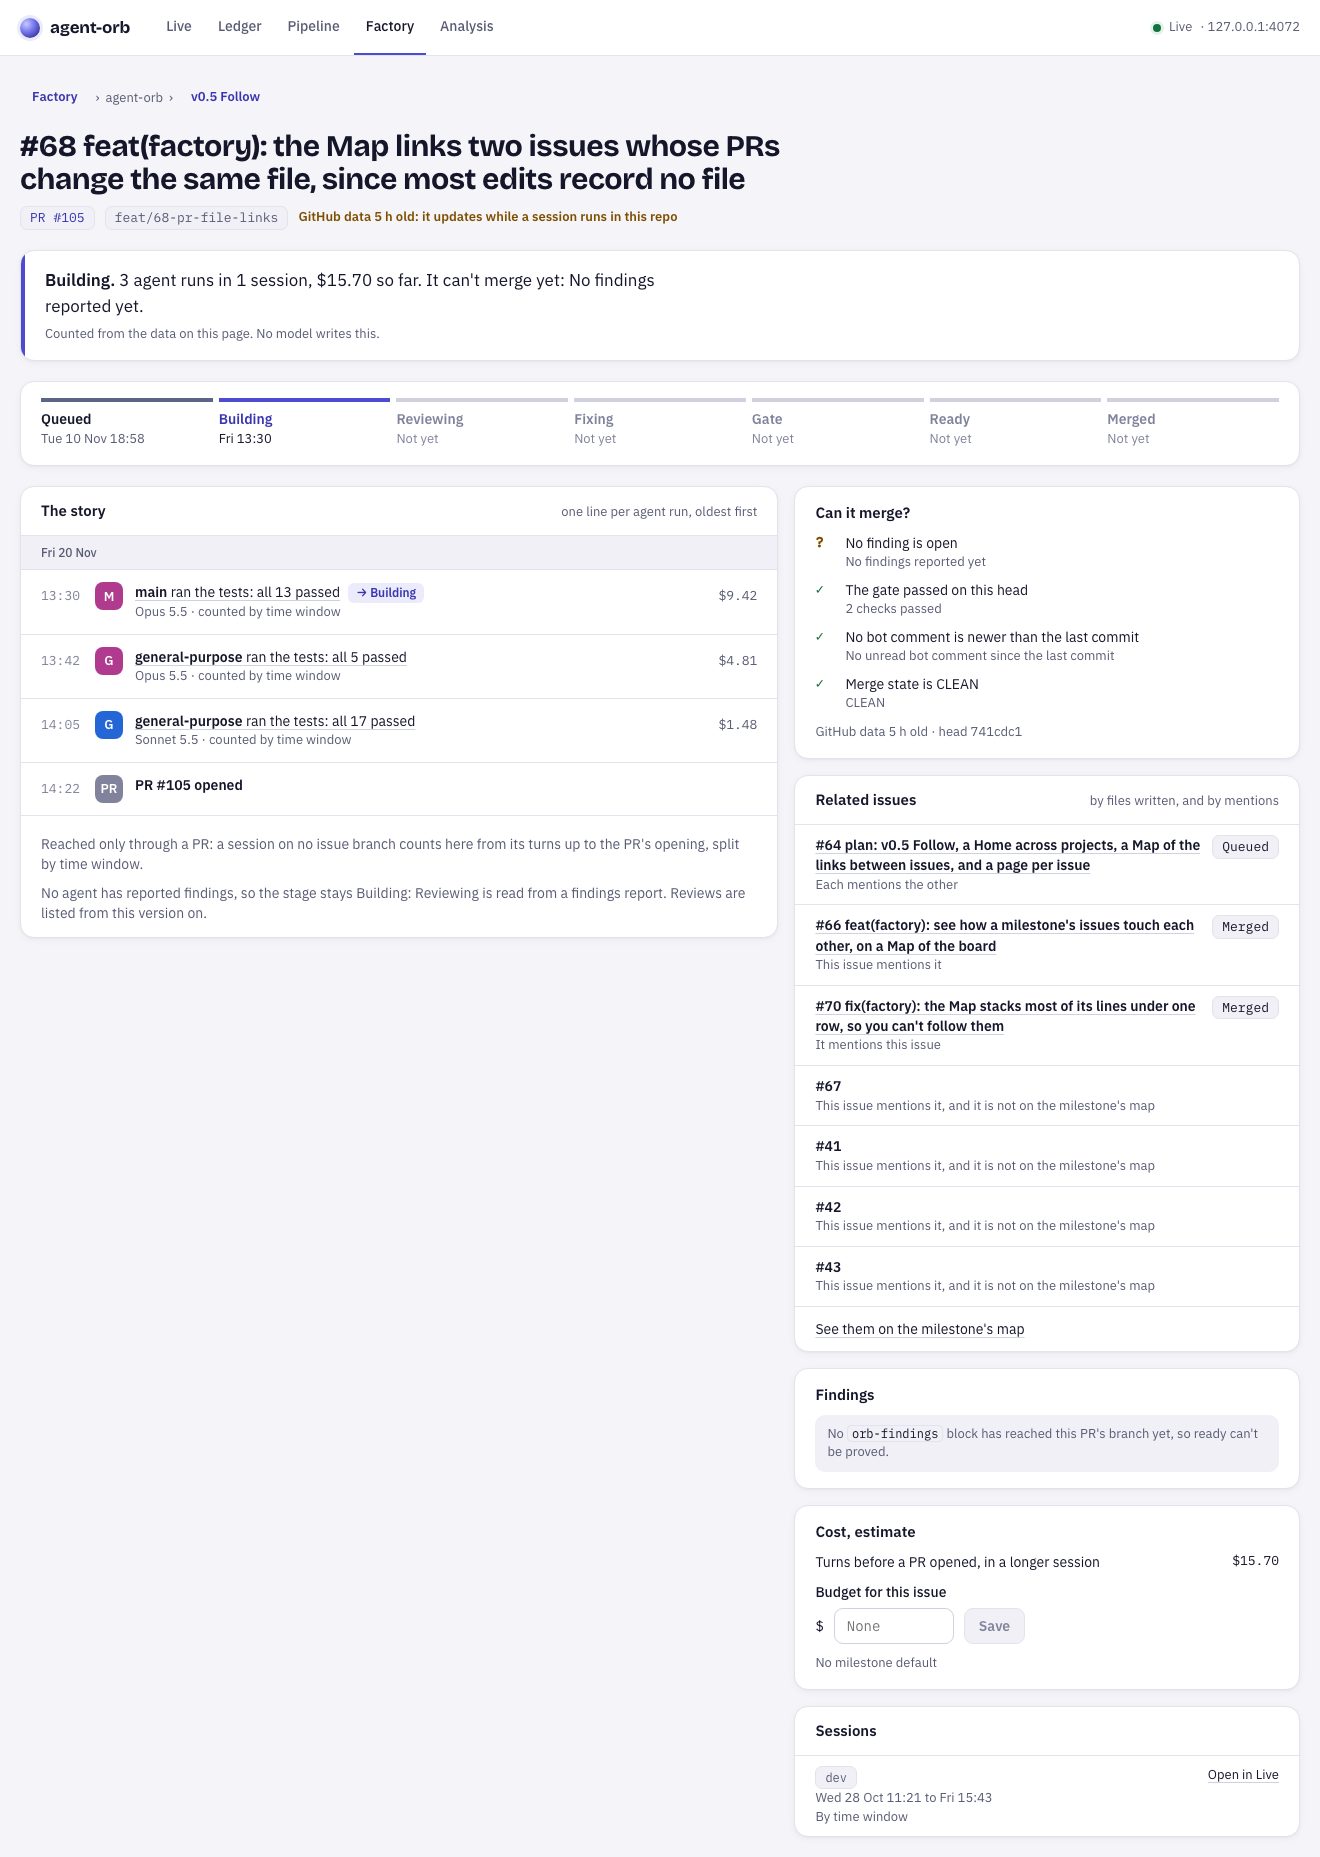 agent-orb
Live
Ledger
Pipeline
Factory
Analysis
Live · 127.0.0.1:4072
Factory › agent-orb › v0.5 Follow
#68 feat(factory): the Map links two issues whose PRs
change the same file, since most edits record no file
PR #105
feat/68-pr-file-links
GitHub data 5 h old: it updates while a session runs in this repo
Building. 3 agent runs in 1 session, $15.70 so far. It can't merge yet: No findings
reported yet.
Counted from the data on this page. No model writes this.
Queued
Tue 10 Nov 18:58
Building
Fri 13:30
Reviewing
Not yet
Fixing
Not yet
Gate
Not yet
Ready
Not yet
Merged
Not yet
The story
one line per agent run, oldest first
Fri 20 Nov
13:30
M
main ran the tests: all 13 passed
→ Building
$9.42
Opus 5.5 · counted by time window
13:42
G
general-purpose ran the tests: all 5 passed
$4.81
Opus 5.5 · counted by time window
14:05
G
general-purpose ran the tests: all 17 passed
$1.48
Sonnet 5.5 · counted by time window
14:22
PR
PR #105 opened
Reached only through a PR: a session on no issue branch counts here from its turns up to the PR's opening, split
by time window.
No agent has reported findings, so the stage stays Building: Reviewing is read from a findings report. Reviews are
listed from this version on.
Can it merge?
? No finding is open
No findings reported yet
✓ The gate passed on this head
2 checks passed
✓ No bot comment is newer than the last commit
No unread bot comment since the last commit
✓ Merge state is CLEAN
CLEAN
GitHub data 5 h old · head 741cdc1
Related issues
by files written, and by mentions
#64 plan: v0.5 Follow, a Home across projects, a Map of the
links between issues, and a page per issue
Queued
Each mentions the other
#66 feat(factory): see how a milestone's issues touch each
other, on a Map of the board
Merged
This issue mentions it
#70 fix(factory): the Map stacks most of its lines under one
row, so you can't follow them
Merged
It mentions this issue
#67
This issue mentions it, and it is not on the milestone's map
#41
This issue mentions it, and it is not on the milestone's map
#42
This issue mentions it, and it is not on the milestone's map
#43
This issue mentions it, and it is not on the milestone's map
See them on the milestone's map
Findings
No orb-findings block has reached this PR's branch yet, so ready can't
be proved.
Cost, estimate
Turns before a PR opened, in a longer session
$15.70
Budget for this issue
$ None
Save
No milestone default
Sessions
dev
Open in Live
Wed 28 Oct 11:21 to Fri 15:43
By time window